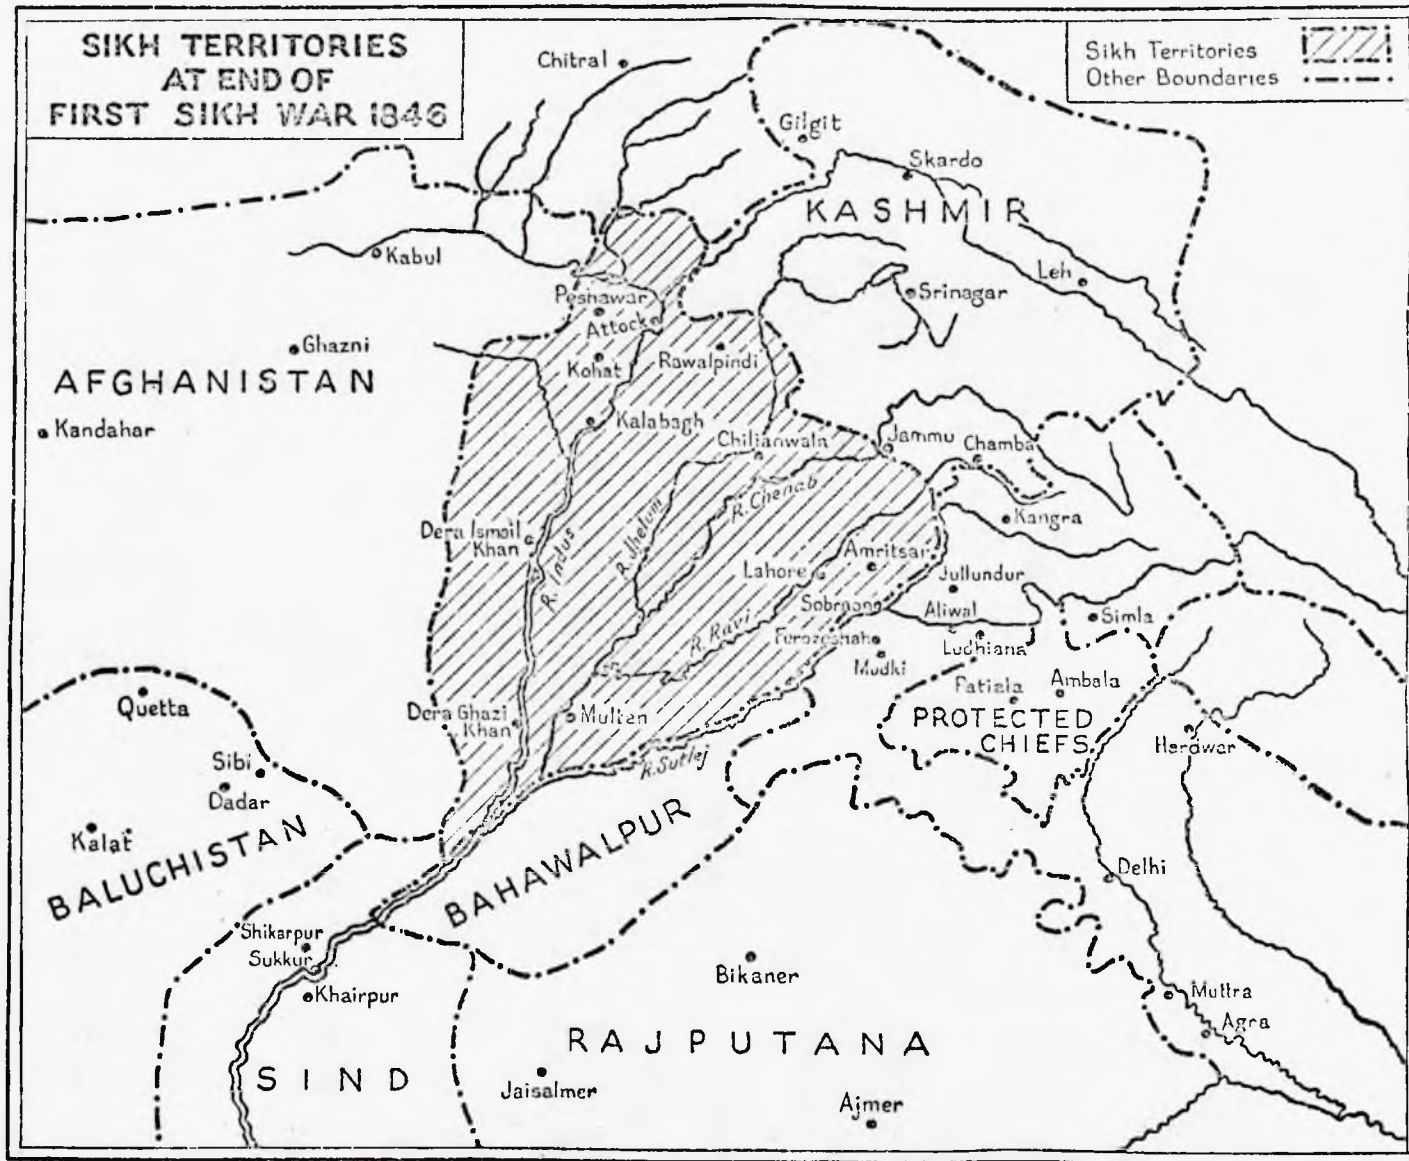 SIKH TERRITORIES
AT END OF
FIRST SIKH WAR 1846
Sikh Territories
Other Boundaries
Chitral
Gilgit
Skardo
KASHMIR
Kabul
Leh
Srinagar
Peshawar
Attock
Ghazni
Kohat
Rawalpindi
AFGHANISTAN
Kandahar
Kalabagh
Chilianwala
Jammu
Chamba
R. Chenab
R. Jhelum
Kangra
Dera Ismail
Khan
R. Indus
Amritsar
Lahore
Jullundur
Sobraon
Aliwal
Simla
R. Ravi
Ferozeshah
Ludhiana
Mudki
Quetta
Patiala
Ambala
Dera Ghazi
Khan
Multan
PROTECTED
CHIEFS
Hardwar
R. Sutlej
Sibi
Dadar
Kalat
BALUCHISTAN
BAHAWALPUR
Delhi
Shikarpur
Sukkur
Khairpur
Bikaner
Muttra
Agra
RAJPUTANA
SIND
Jaisalmer
Ajmer